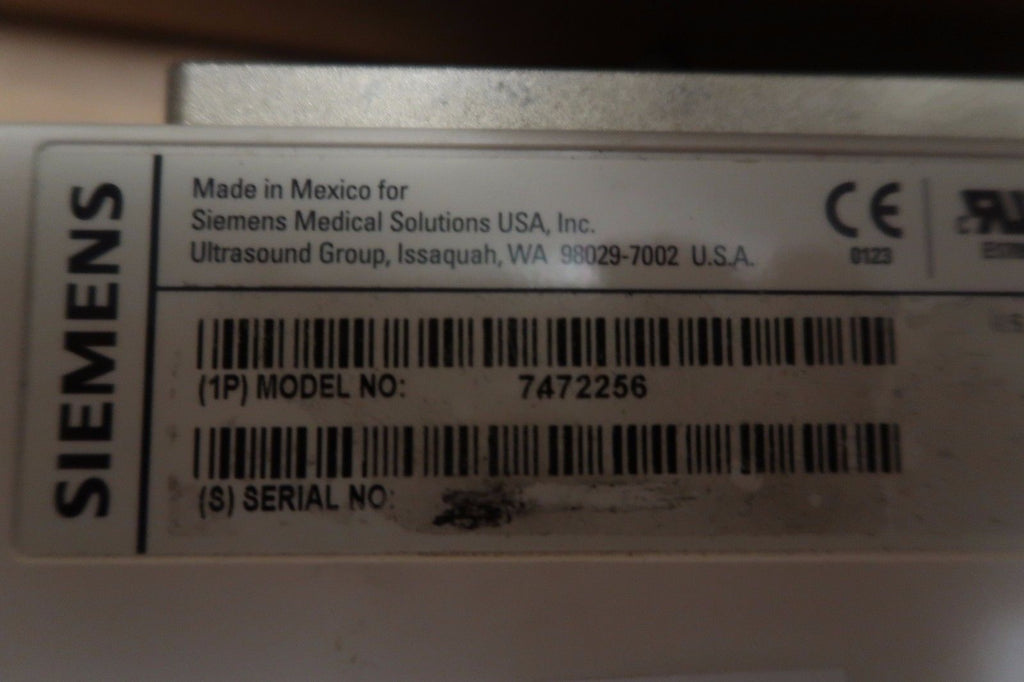 SIEMENS
Made in Mexico for
Siemens Medical Solutions USA, Inc.
Ultrasound Group, Issaquah, WA 98029-7002 U.S.A.
CE
0123
(1P) MODEL NO: 7472256
(S) SERIAL NO: